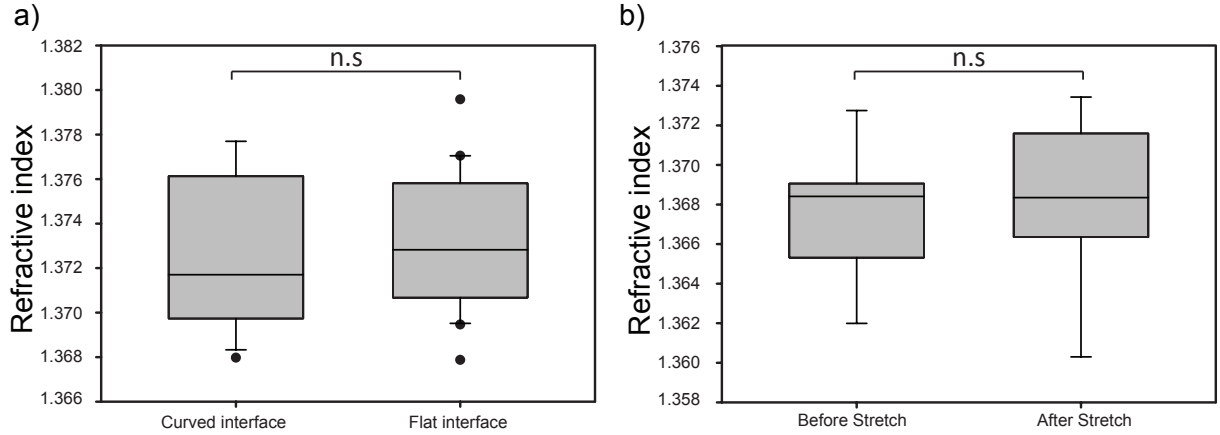 a)
1.382
1.380
1.378
1.376
1.374
1.372
1.370
1.368
1.366
Refractive index
n.s
Curved interface
Flat interface
b)
1.376
1.374
1.372
1.370
1.368
1.366
1.364
1.362
1.360
1.358
Refractive index
n.s
Before Stretch
After Stretch